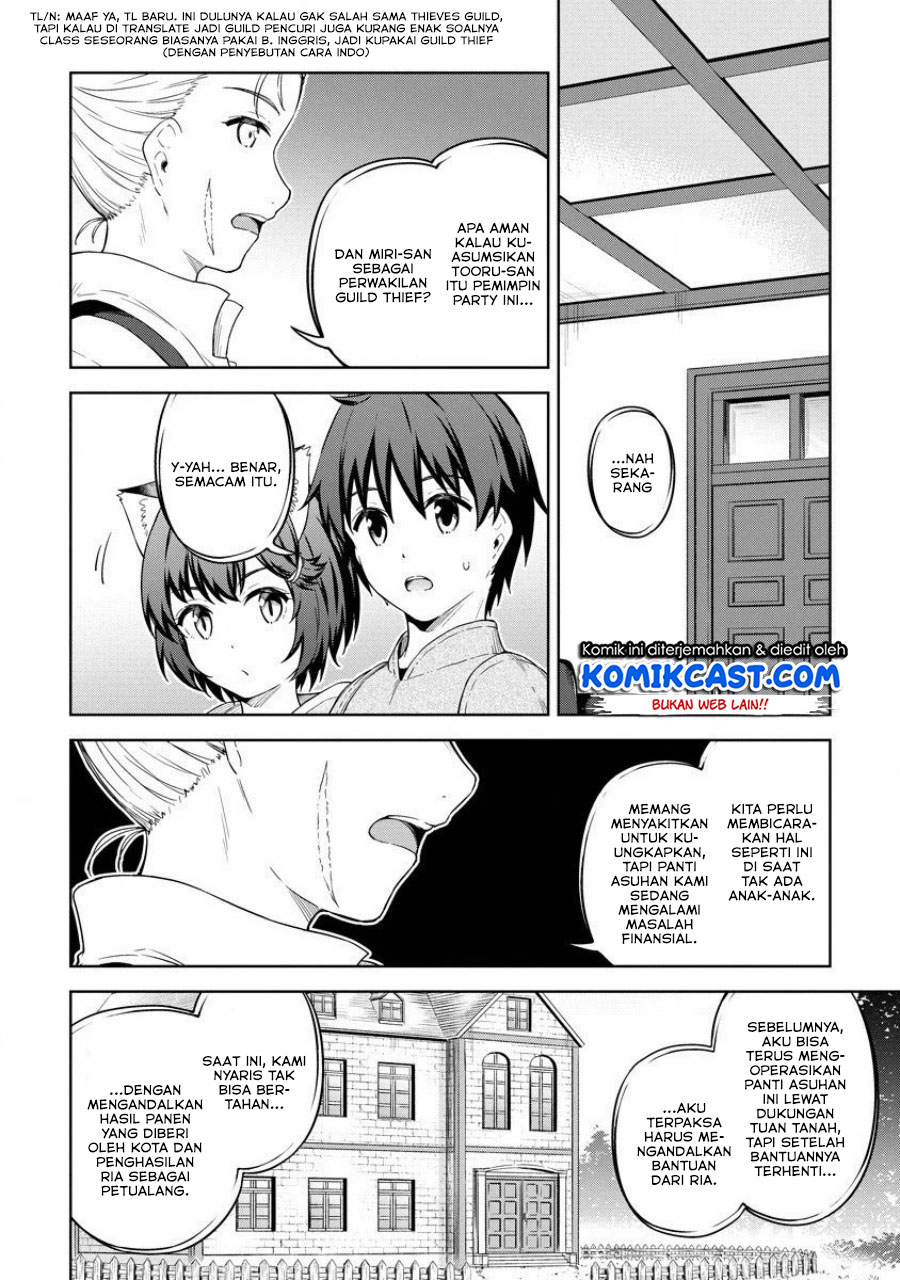 TL/N: MAAF YA, TL BARU. INI DULUNYA KALAU GAK SALAH SAMA THIEVES GUILD,
TAPI KALAU DI TRANSLATE JADI GUILD PENCURI JUGA KURANG ENAK SOALNYA
CLASS SESEORANG BIASANYA PAKAI B. INGGRIS, JADI KUPAKAI GUILD THIEF
(DENGAN PENYEBUTAN CARA INDO)
...NAH
SEKA-
RANG
APA AMAN
KALAU KU-
ASUMSIKAN
TOORU-SAN
ITU PEMIMPIN
PARTY INI...
DAN MIRI-SAN
SEBAGAI
PERWAKILAN
GUILD THIEF?
Y-YAH... BENAR,
SEMACAM ITU.
Komik ini diterjemahkan & diedit oleh
KOMIKCAST.COM
BUKAN WEB LAIN!!
KITA PERLU
MEMBICARA-
KAN HAL
SEPERTI INI
DI SAAT
TAK ADA
ANAK-ANAK.
MEMANG
MENYAKITKAN
UNTUK KU-
UNGKAPKAN,
TAPI PANTI
ASUHAN KAMI
SEDANG
MENGALAMI
MASALAH
FINANSIAL.
SEBELUMNYA,
AKU BISA
TERUS MENG-
OPERASIKAN
PANTI ASUHAN
INI LEWAT
DUKUNGAN
TUAN TANAH,
TAPI SETELAH
BANTUANNYA
TERHENTI...
...AKU
TERPAKSA
HARUS ME-
NGANDALKAN
BANTUAN
DARI RIA.
SAAT INI, KAMI
NYARIS TAK
BISA BER-
TAHAN...
...DENGAN
MENGANDALKAN
HASIL PANEN
YANG DIBERI
OLEH KOTA DAN
PENGHASILAN
RIA SEBAGAI
PETUALANG.